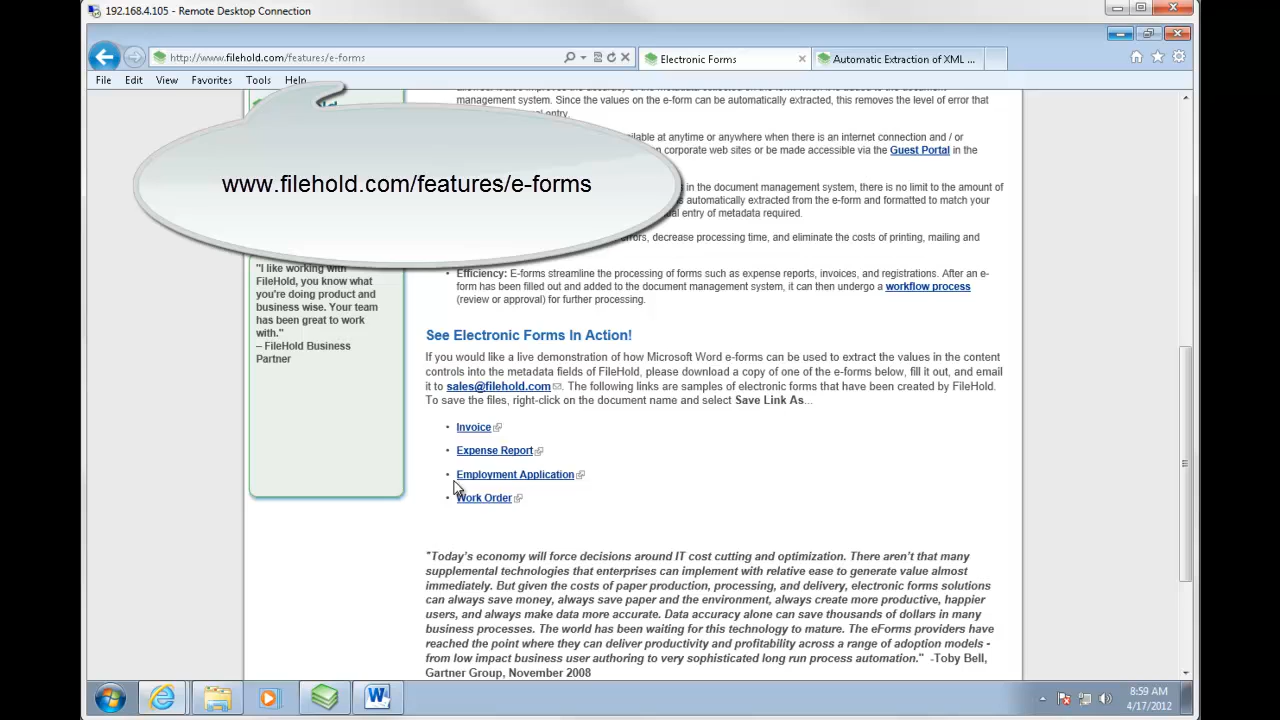 192.168.4.105 - Remote Desktop Connection
http://www.filehold.com/features/e-forms
Electronic Forms
Automatic Extraction of XML ...
File Edit View Favorites Tools Help
www.filehold.com/features/e-forms
management system. Since the values on the e-form can be automatically extracted, this removes the level of error that
entry.
available at anytime or anywhere when there is an internet connection and / or
corporate web sites or be made accessible via the Guest Portal in the
in the document management system, there is no limit to the amount of
automatically extracted from the e-form and formatted to match your
entry of metadata required.
errors, decrease processing time, and eliminate the costs of printing, mailing and
"I like working with
FileHold, you know what
you're doing product and
business wise. Your team
has been great to work
with."
– FileHold Business
Partner
• Efficiency: E-forms streamline the processing of forms such as expense reports, invoices, and registrations. After an e-
form has been filled out and added to the document management system, it can then undergo a workflow process
(review or approval) for further processing.
See Electronic Forms In Action!
If you would like a live demonstration of how Microsoft Word e-forms can be used to extract the values in the content
controls into the metadata fields of FileHold, please download a copy of one of the e-forms below, fill it out, and email
it to sales@filehold.com. The following links are samples of electronic forms that have been created by FileHold.
To save the files, right-click on the document name and select Save Link As...
• Invoice
• Expense Report
• Employment Application
• Work Order
"Today's economy will force decisions around IT cost cutting and optimization. There aren't that many
supplemental technologies that enterprises can implement with relative ease to generate value almost
immediately. But given the costs of paper production, processing, and delivery, electronic forms solutions
can always save money, always save paper and the environment, always create more productive, happier
users, and always make data more accurate. Data accuracy alone can save thousands of dollars in many
business processes. The world has been waiting for this technology to mature. The eForms providers have
reached the point where they can deliver productivity and profitability across a range of adoption models -
from low impact business user authoring to very sophisticated long run process automation." -Toby Bell,
Gartner Group, November 2008
8:59 AM
4/17/2012